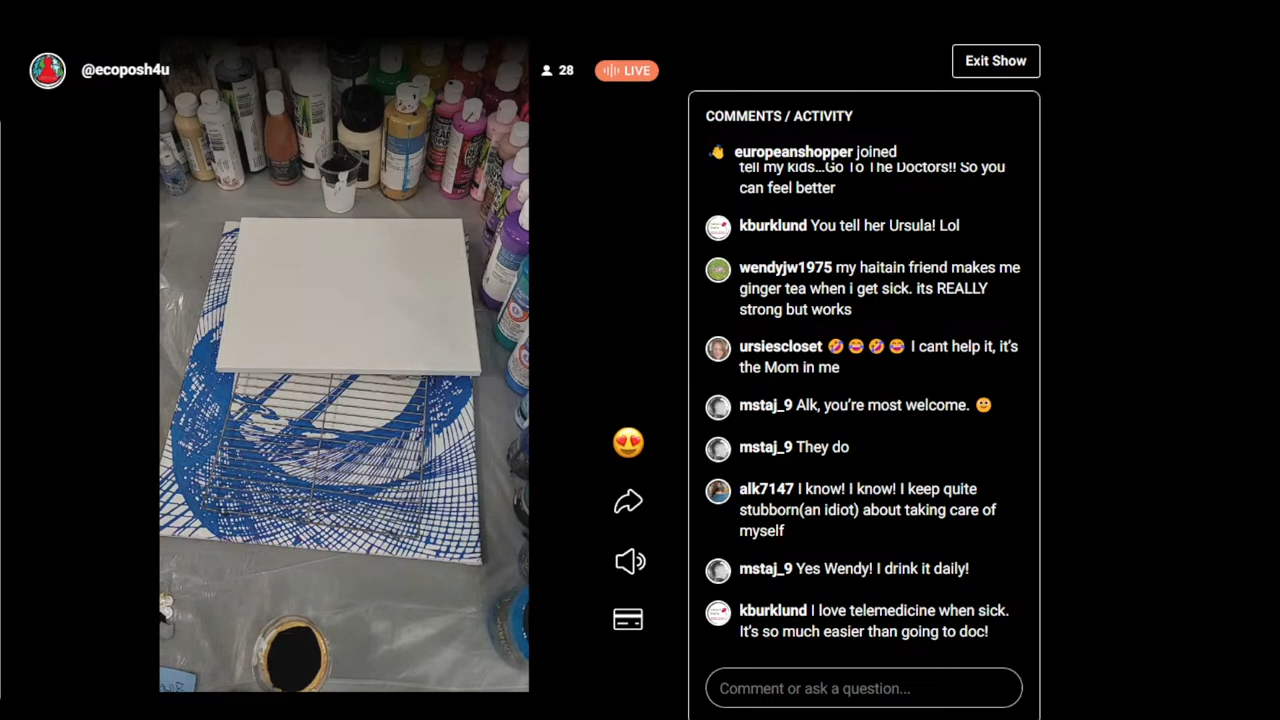 @ecoposh4u
28
LIVE
Exit Show
COMMENTS / ACTIVITY
europeanshopper joined
tell my kids...Go To The Doctors!! So you
can feel better
kburklund You tell her Ursula! Lol
wendyjw1975 my haitain friend makes me
ginger tea when i get sick. its REALLY
strong but works
ursiescloset 🤣 😂 🤣 😂 I cant help it, it's
the Mom in me
mstaj_9 Alk, you're most welcome. 🙂
mstaj_9 They do
alk7147 I know! I know! I keep quite
stubborn(an idiot) about taking care of
myself
mstaj_9 Yes Wendy! I drink it daily!
kburklund I love telemedicine when sick.
It's so much easier than going to doc!
Comment or ask a question...